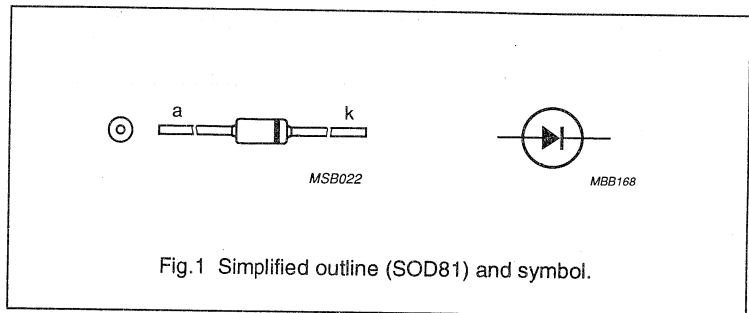 a
k
MSB022
MBB168
Fig.1 Simplified outline (SOD81) and symbol.